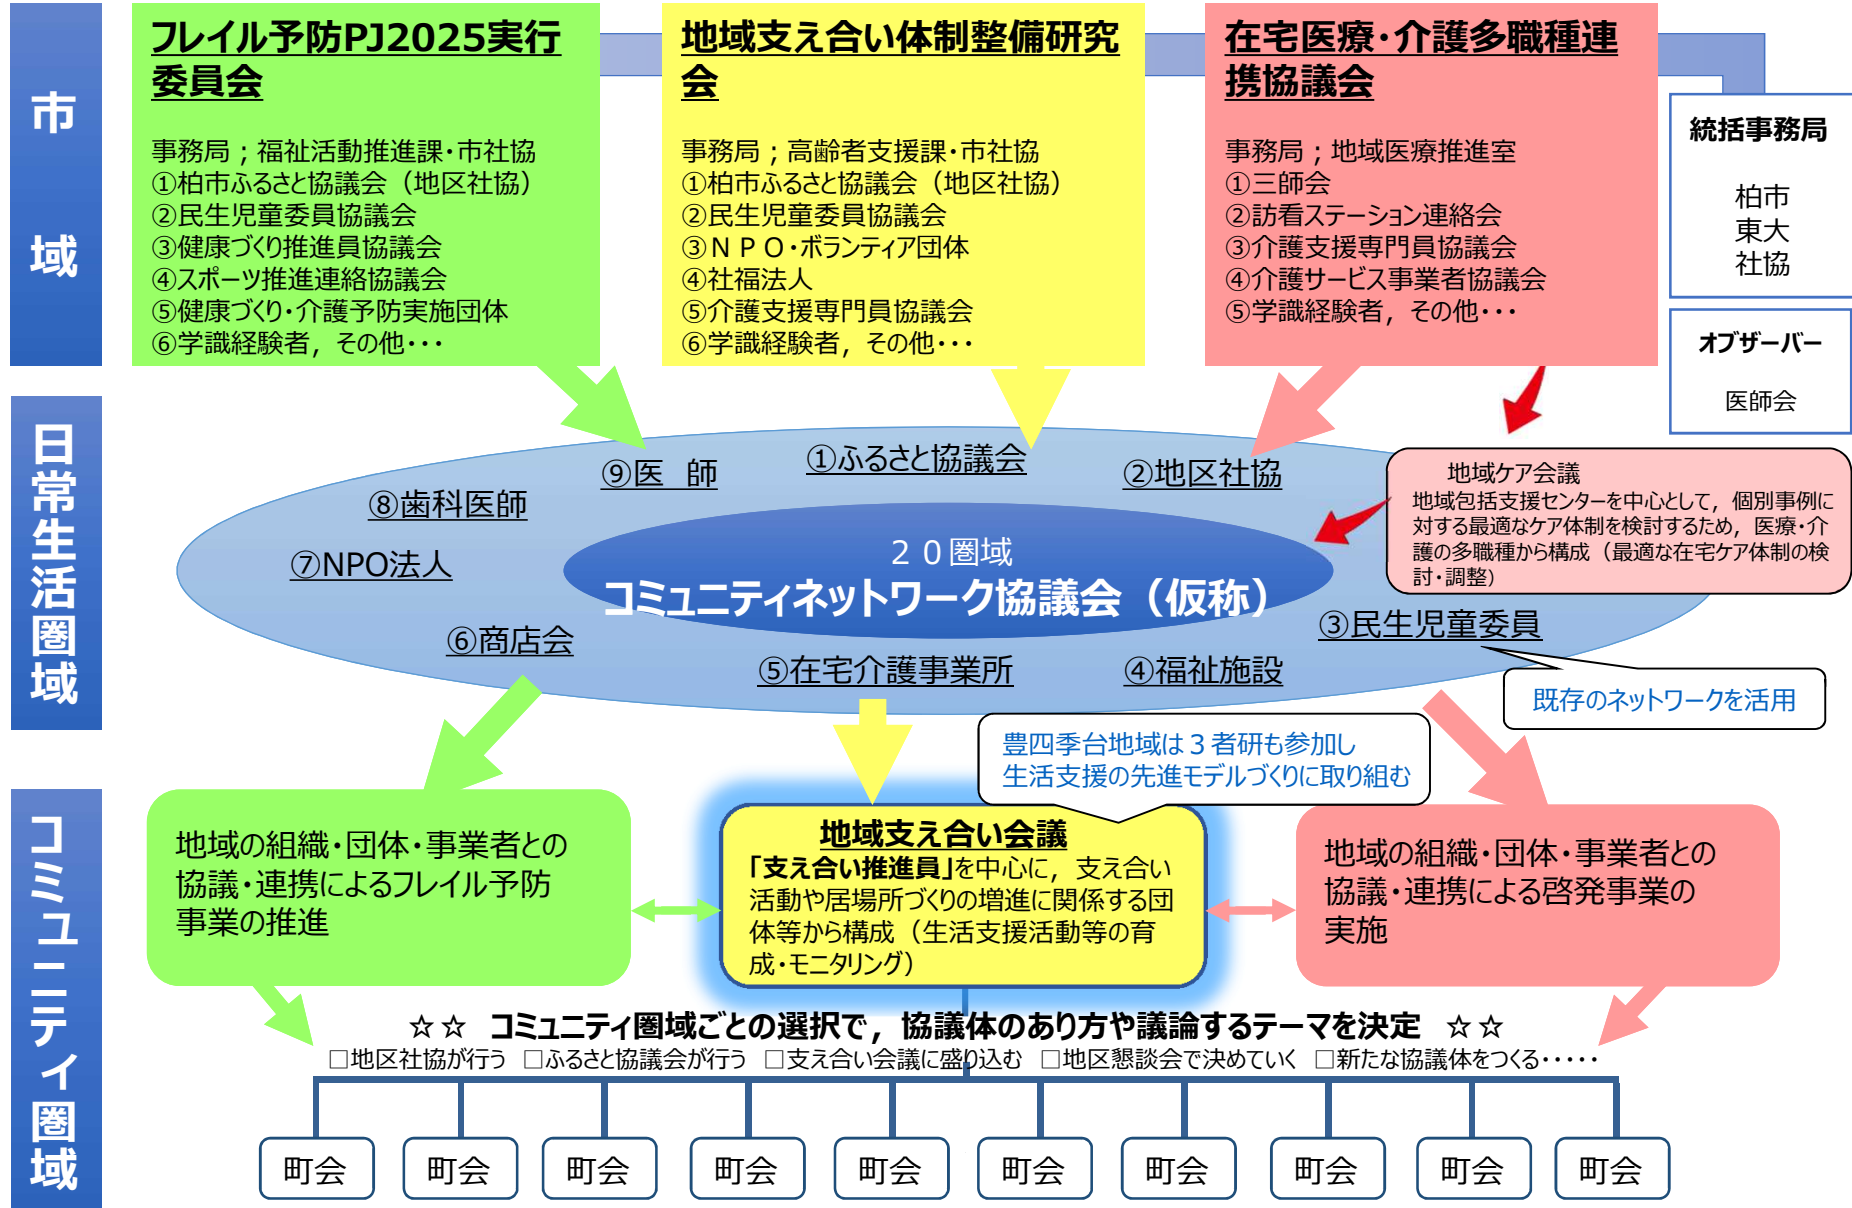 市域
フレイル予防PJ2025実行
委員会
事務局；福祉活動推進課・市社協
①柏市ふるさと協議会（地区社協）
②民生児童委員協議会
③健康づくり推進員協議会
④スポーツ推進連絡協議会
⑤健康づくり・介護予防実施団体
⑥学識経験者，その他・・・
地域支え合い体制整備研究
会
事務局；高齢者支援課・市社協
①柏市ふるさと協議会（地区社協）
②民生児童委員協議会
③ＮＰＯ・ボランティア団体
④社福法人
⑤介護支援専門員協議会
⑥学識経験者，その他・・・
在宅医療・介護多職種連
携協議会
事務局；地域医療推進室
①三師会
②訪看ステーション連絡会
③介護支援専門員協議会
④介護サービス事業者協議会
⑤学識経験者，その他・・・
統括事務局
柏市
東大
社協
オブザーバー
医師会
日常生活圏域
①ふるさと協議会
②地区社協
③民生児童委員
④福祉施設
⑤在宅介護事業所
⑥商店会
⑦NPO法人
⑧歯科医師
⑨医　師
２０圏域
コミュニティネットワーク協議会（仮称）
地域ケア会議
地域包括支援センターを中心として，個別事例に
対する最適なケア体制を検討するため，医療・介
護の多職種から構成（最適な在宅ケア体制の検
討・調整）
既存のネットワークを活用
豊四季台地域は３者研も参加し
生活支援の先進モデルづくりに取り組む
コミュニティ圏域
地域の組織・団体・事業者との
協議・連携によるフレイル予防
事業の推進
地域支え合い会議
「支え合い推進員」を中心に，支え合い
活動や居場所づくりの増進に関係する団
体等から構成（生活支援活動等の育
成・モニタリング）
地域の組織・団体・事業者との
協議・連携による啓発事業の
実施
☆☆　コミュニティ圏域ごとの選択で，協議体のあり方や議論するテーマを決定　☆☆
□地区社協が行う　□ふるさと協議会が行う　□支え合い会議に盛り込む　□地区懇談会で決めていく　□新たな協議体をつくる・・・・・
町会　町会　町会　町会　町会　町会　町会　町会　町会　町会